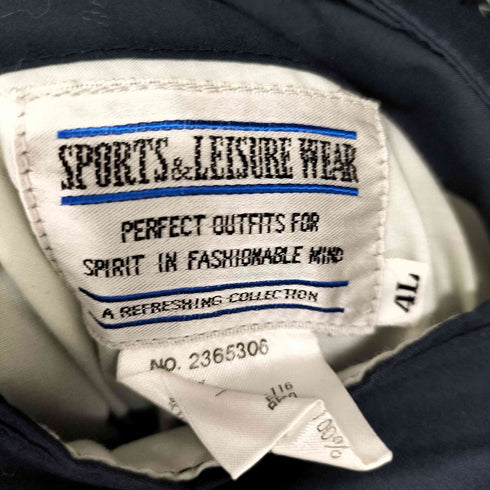 SPORTS & LEISURE WEAR
PERFECT OUTFITS FOR
SPIRIT IN FASHIONABLE MIND
A REFRESHING COLLECTION
4L
NO. 2365306